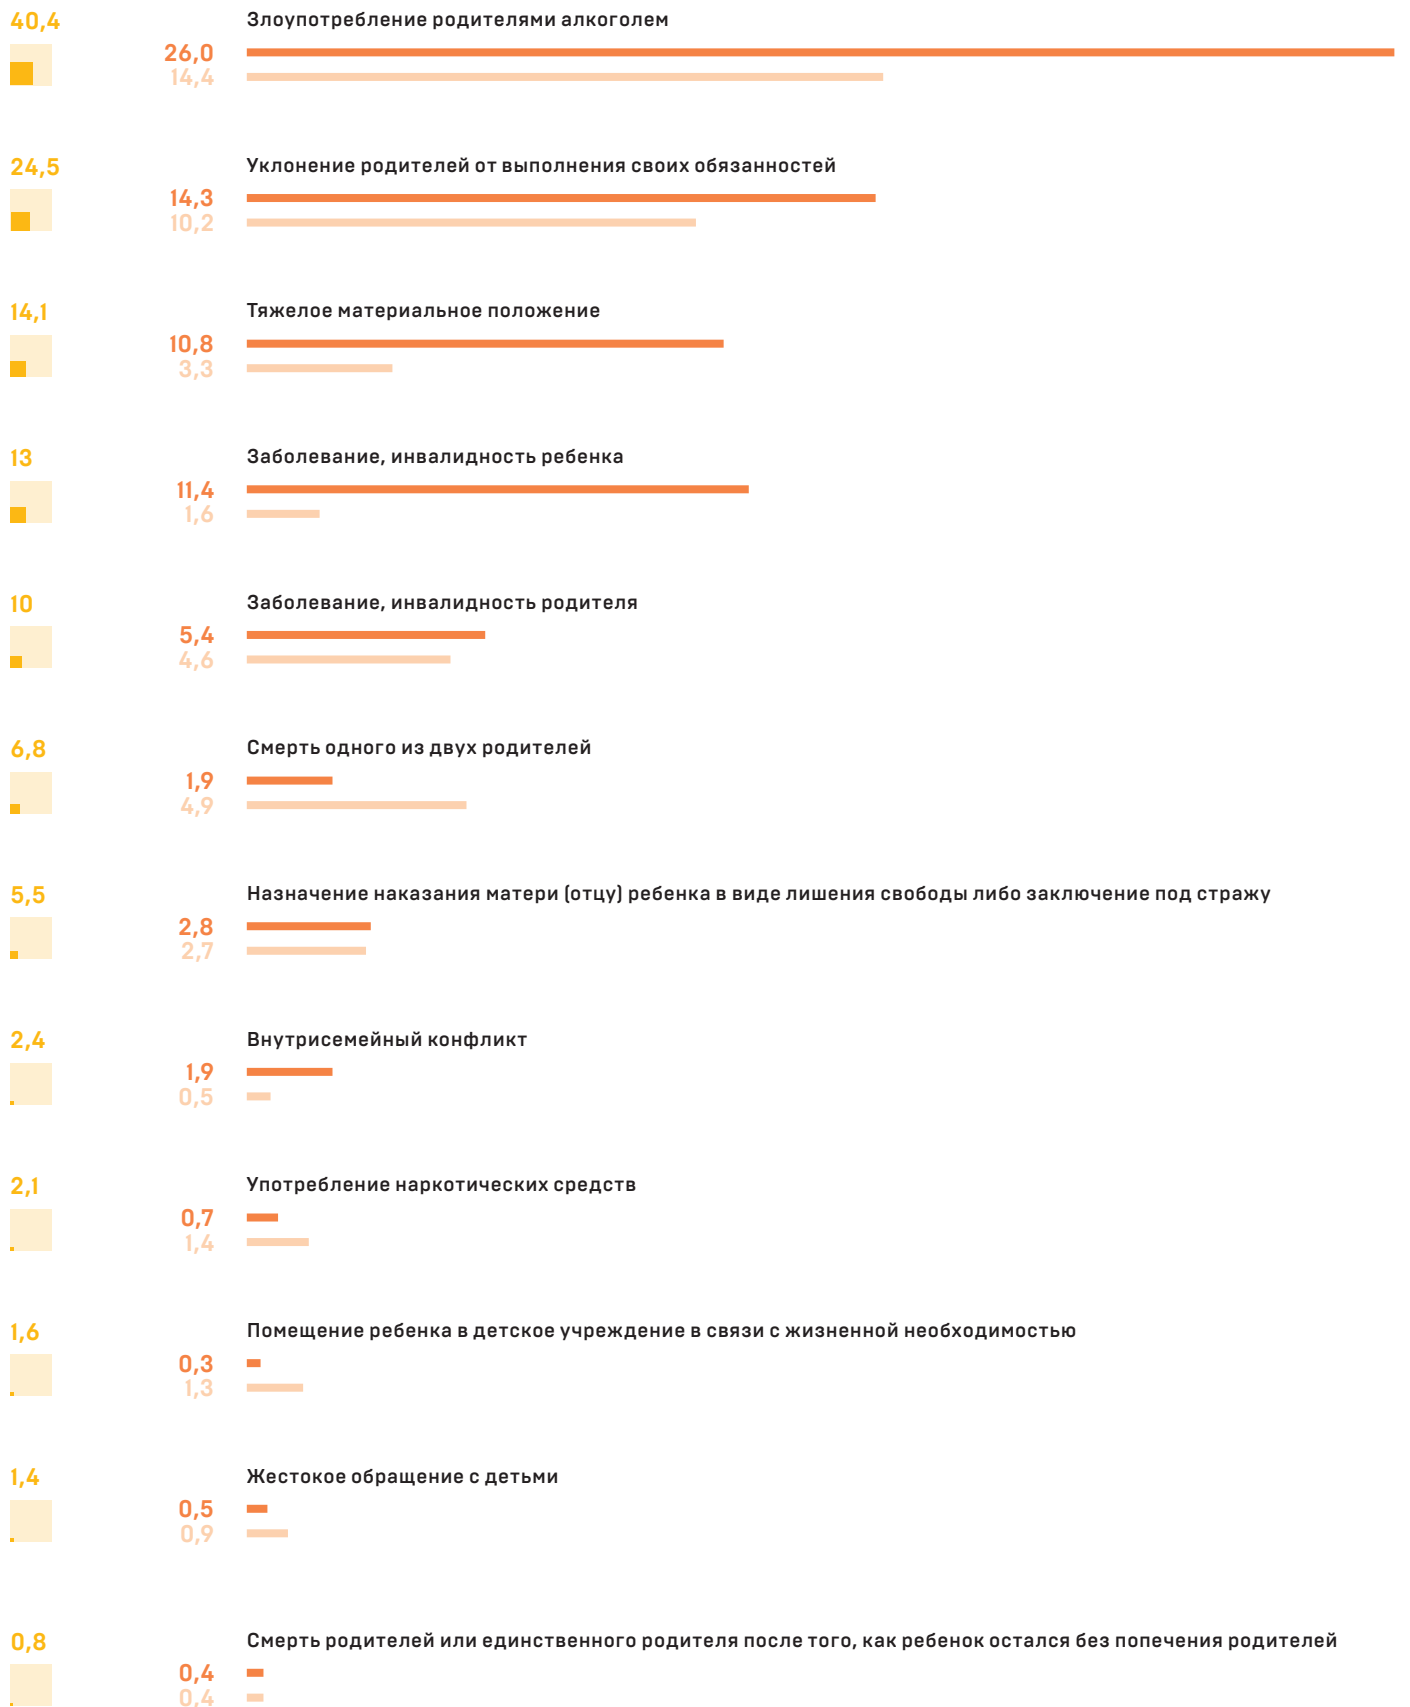 40,4 Злоупотребление родителями алкоголем
26,0
14,4
24,5 Уклонение родителей от выполнения своих обязанностей
14,3
10,2
14,1 Тяжелое материальное положение
10,8
3,3
13 Заболевание, инвалидность ребенка
11,4
1,6
10 Заболевание, инвалидность родителя
5,4
4,6
6,8 Смерть одного из двух родителей
1,9
4,9
5,5 Назначение наказания матери (отцу) ребенка в виде лишения свободы либо заключение под стражу
2,8
2,7
2,4 Внутрисемейный конфликт
1,9
0,5
2,1 Употребление наркотических средств
0,7
1,4
1,6 Помещение ребенка в детское учреждение в связи с жизненной необходимостью
0,3
1,3
1,4 Жестокое обращение с детьми
0,5
0,9
0,8 Смерть родителей или единственного родителя после того, как ребенок остался без попечения родителей
0,4
0,4